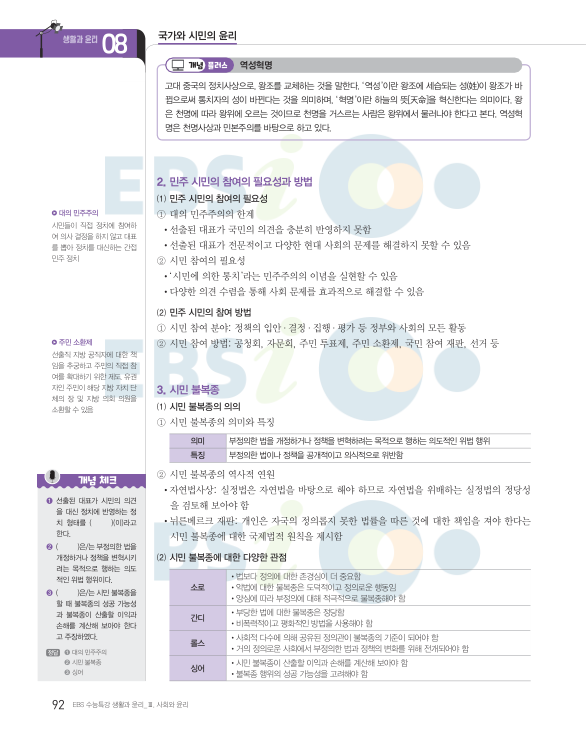 생활과 윤리 08
국가와 시민의 윤리
개념 플러스 역성혁명
고대 중국의 정치사상으로, 왕조를 교체하는 것을 말한다. ‘역성’이란 왕조에 세습되는 성(姓)이 왕조가 바
뀜으로써 통치자의 성이 바뀐다는 것을 의미하며, ‘혁명’이란 하늘의 뜻[天命]을 혁신한다는 의미이다. 왕
은 천명에 따라 왕위에 오르는 것이므로 천명을 거스르는 사람은 왕위에서 물러나야 한다고 본다. 역성혁
명은 천명사상과 민본주의를 바탕으로 하고 있다.
2. 민주 시민의 참여의 필요성과 방법
(1) 민주 시민의 참여의 필요성
① 대의 민주주의의 한계
• 선출된 대표가 국민의 의견을 충분히 반영하지 못함
• 선출된 대표가 전문적이고 다양한 현대 사회의 문제를 해결하지 못할 수 있음
② 시민 참여의 필요성
• ‘시민에 의한 통치’라는 민주주의의 이념을 실현할 수 있음
• 다양한 의견 수렴을 통해 사회 문제를 효과적으로 해결할 수 있음
(2) 민주 시민의 참여 방법
① 시민 참여 분야: 정책의 입안·결정·집행·평가 등 정부와 사회의 모든 활동
② 시민 참여 방법: 공청회, 자문회, 주민 투표제, 주민 소환제, 국민 참여 재판, 선거 등
3. 시민 불복종
(1) 시민 불복종의 의의
① 시민 불복종의 의미와 특징
의미 부정의한 법을 개정하거나 정책을 변혁하려는 목적으로 행하는 의도적인 위법 행위
특징 부정의한 법이나 정책을 공개적이고 의식적으로 위반함
② 시민 불복종의 역사적 연원
• 자연법사상: 실정법은 자연법을 바탕으로 해야 하므로 자연법을 위배하는 실정법의 정당성
을 검토해 보아야 함
• 뉘른베르크 재판: 개인은 자국의 정의롭지 못한 법률을 따른 것에 대한 책임을 져야 한다는
시민 불복종에 대한 국제법적 원칙을 제시함
(2) 시민 불복종에 대한 다양한 관점
소로
• 법보다 정의에 대한 존경심이 더 중요함
• 악법에 대한 불복종은 도덕적이고 정의로운 행동임
• 양심에 따라 부정의에 대해 적극적으로 불복종해야 함
간디
• 부당한 법에 대한 불복종은 정당함
• 비폭력적이고 평화적인 방법을 사용해야 함
롤스
• 사회적 다수에 의해 공유된 정의관이 불복종의 기준이 되어야 함
• 거의 정의로운 사회에서 부정의한 법과 정책의 변화를 위해 전개되어야 함
싱어
• 시민 불복종이 산출할 이익과 손해를 계산해 보아야 함
• 불복종 행위의 성공 가능성을 고려해야 함
대의 민주주의
시민들이 직접 정치에 참여하
여 의사 결정을 하지 않고 대표
를 뽑아 정치를 대신하는 간접
민주 정치
주민 소환제
선출직 지방 공직자에 대한 책
임을 추궁하고 주민의 직접 참
여를 확대하기 위한 제도. 유권
자인 주민이 해당 지방 자치 단
체의 장 및 지방 의회 의원을
소환할 수 있음
개념 체크
❶ 선출된 대표가 시민의 의견
을 대신 정치에 반영하는 정
치 형태를 ( )(이)라고
한다.
❷ ( )은/는 부정의한 법을
개정하거나 정책을 변혁시키
려는 목적으로 행하는 의도
적인 위법 행위이다.
❸ ( )은/는 시민 불복종을
할 때 불복종의 성공 가능성
과 불복종이 산출할 이익과
손해를 계산해 보아야 한다
고 주장하였다.
정답 ❶ 대의 민주주의
❷ 시민 불복종
❸ 싱어
92 EBS 수능특강 생활과 윤리_Ⅲ. 사회와 윤리
EBSi
EBSi